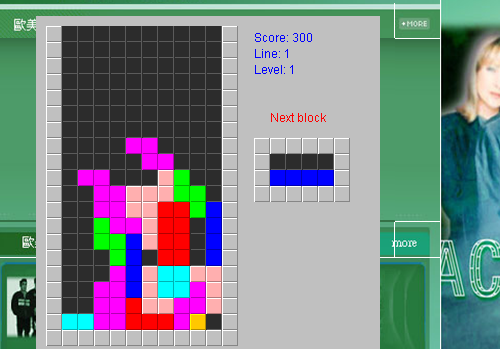 歐美
MORE
Score: 300
Line: 1
Level: 1
Next block
歐
more
AC